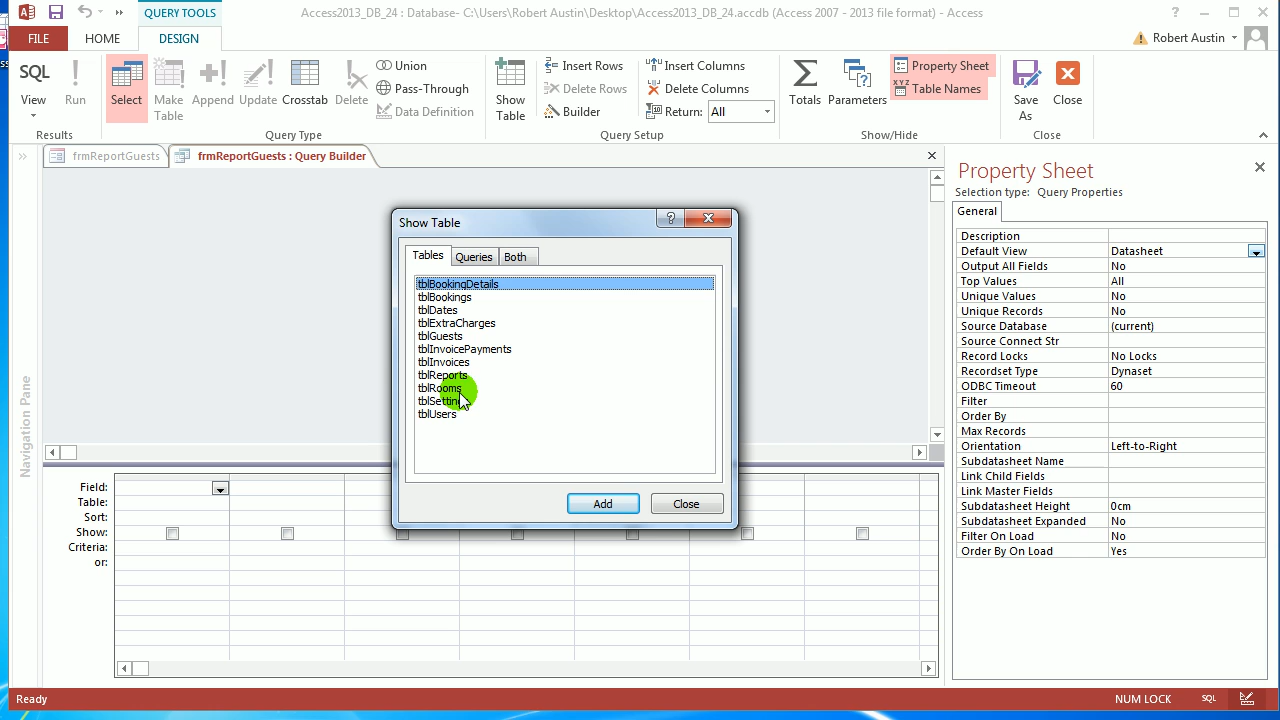 QUERY TOOLS
Access2013_DB_24 : Database- C:\Users\Robert Austin\Desktop\Access2013_DB_24.accdb (Access 2007 - 2013 file format) - Access
FILE
HOME
DESIGN
Robert Austin
SQL
View
Run
Select
Make Table
Append
Update
Crosstab
Delete
Union
Pass-Through
Data Definition
Show Table
Insert Rows
Delete Rows
Builder
Insert Columns
Delete Columns
Return: All
Totals
Parameters
Property Sheet
XYZ Table Names
Save As
Close
Results
Query Type
Query Setup
Show/Hide
Close
frmReportGuests
frmReportGuests : Query Builder
Navigation Pane
Show Table
Tables
Queries
Both
tblBookingDetails
tblBookings
tblDates
tblExtraCharges
tblGuests
tblInvoicePayments
tblInvoices
tblReports
tblRooms
tblUsers
Add
Close
Field:
Table:
Sort:
Show:
Criteria:
or:
Property Sheet
Selection type: Query Properties
General
Description
Default View Datasheet
Output All Fields No
Top Values All
Unique Values No
Unique Records No
Source Database (current)
Source Connect Str
Record Locks No Locks
Recordset Type Dynaset
ODBC Timeout 60
Filter
Order By
Max Records
Orientation Left-to-Right
Subdatasheet Name
Link Child Fields
Link Master Fields
Subdatasheet Height 0cm
Subdatasheet Expanded No
Filter On Load No
Order By On Load Yes
Ready
NUM LOCK
SQL